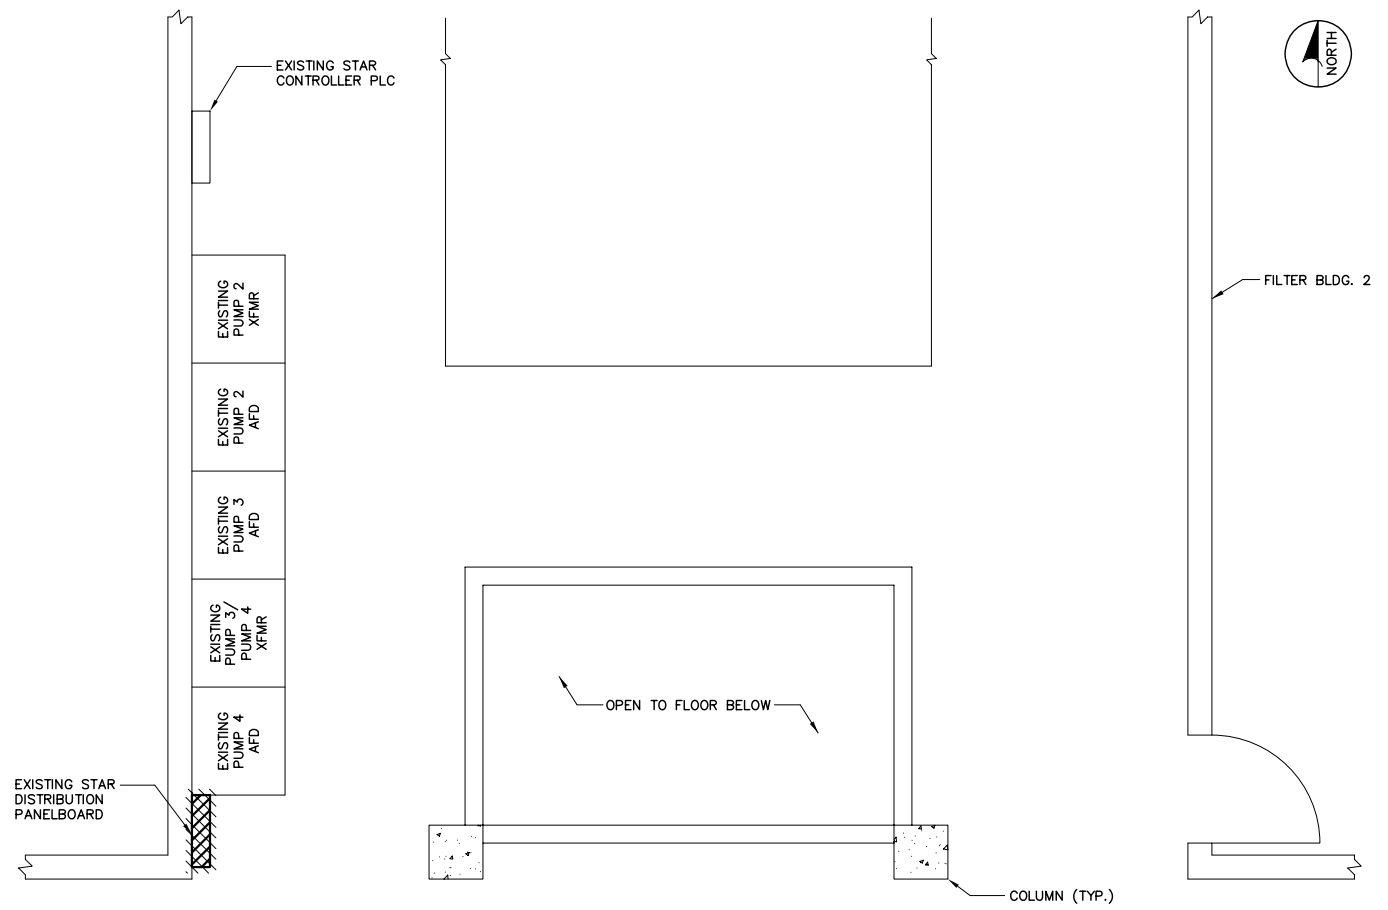 EXISTING STAR
CONTROLLER PLC
NORTH
EXISTING
PUMP 2
XFMR
FILTER BLDG. 2
EXISTING
PUMP 2
AFD
EXISTING
PUMP 3
AFD
EXISTING
PUMP 3/
PUMP 4
XFMR
OPEN TO FLOOR BELOW
EXISTING
PUMP 4
AFD
EXISTING STAR
DISTRIBUTION
PANELBOARD
COLUMN (TYP.)